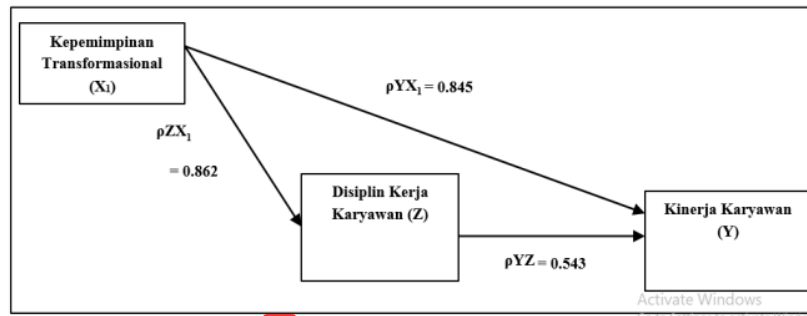 Kepemimpinan
Transformasional
(X₁)
ρYX₁ = 0.845
ρZX₁
= 0.862
Disiplin Kerja
Karyawan (Z)
Kinerja Karyawan
(Y)
ρYZ = 0.543
Activate Windows